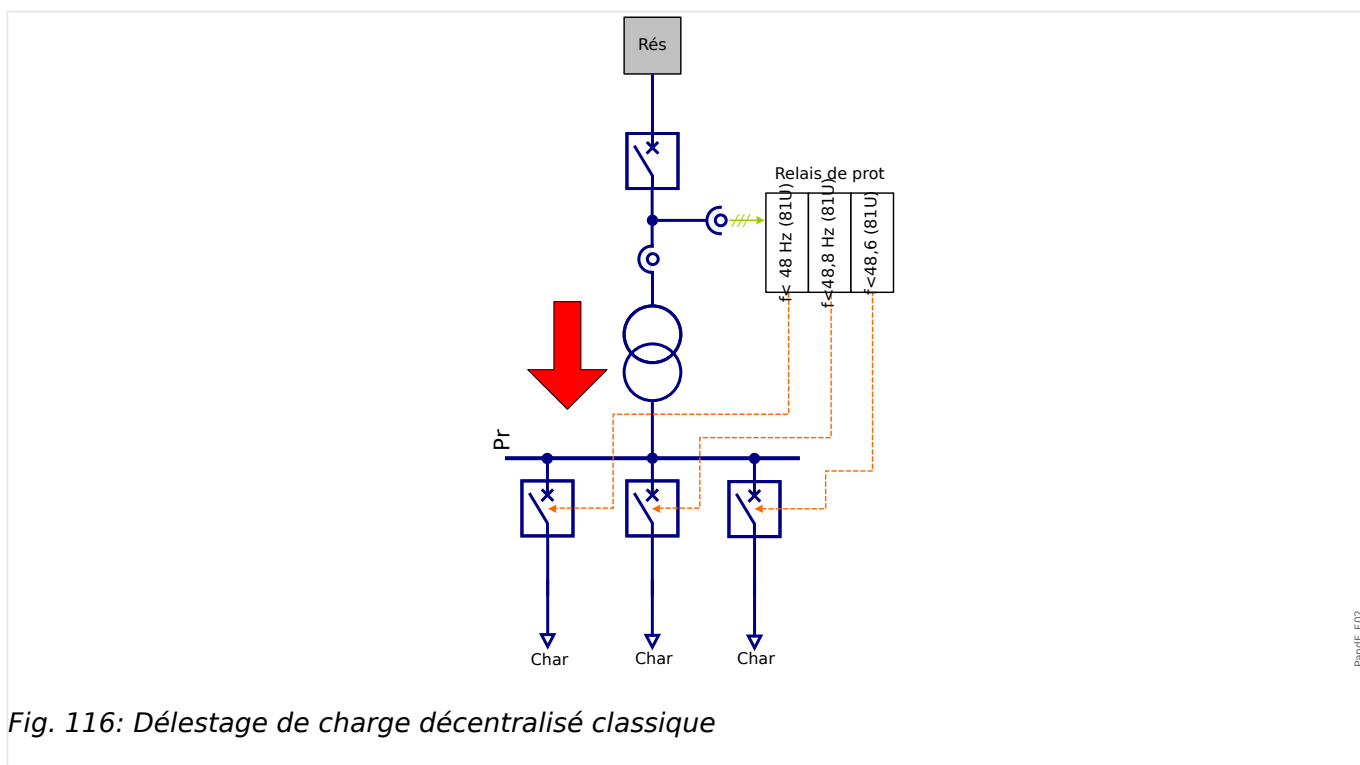 Rés
Relais de prot
f< 48 Hz (81U)
f<48,8 Hz (81U)
f<48,6 (81U)
Pr
Char
Char
Char
PandF_E02
Fig. 116: Délestage de charge décentralisé classique